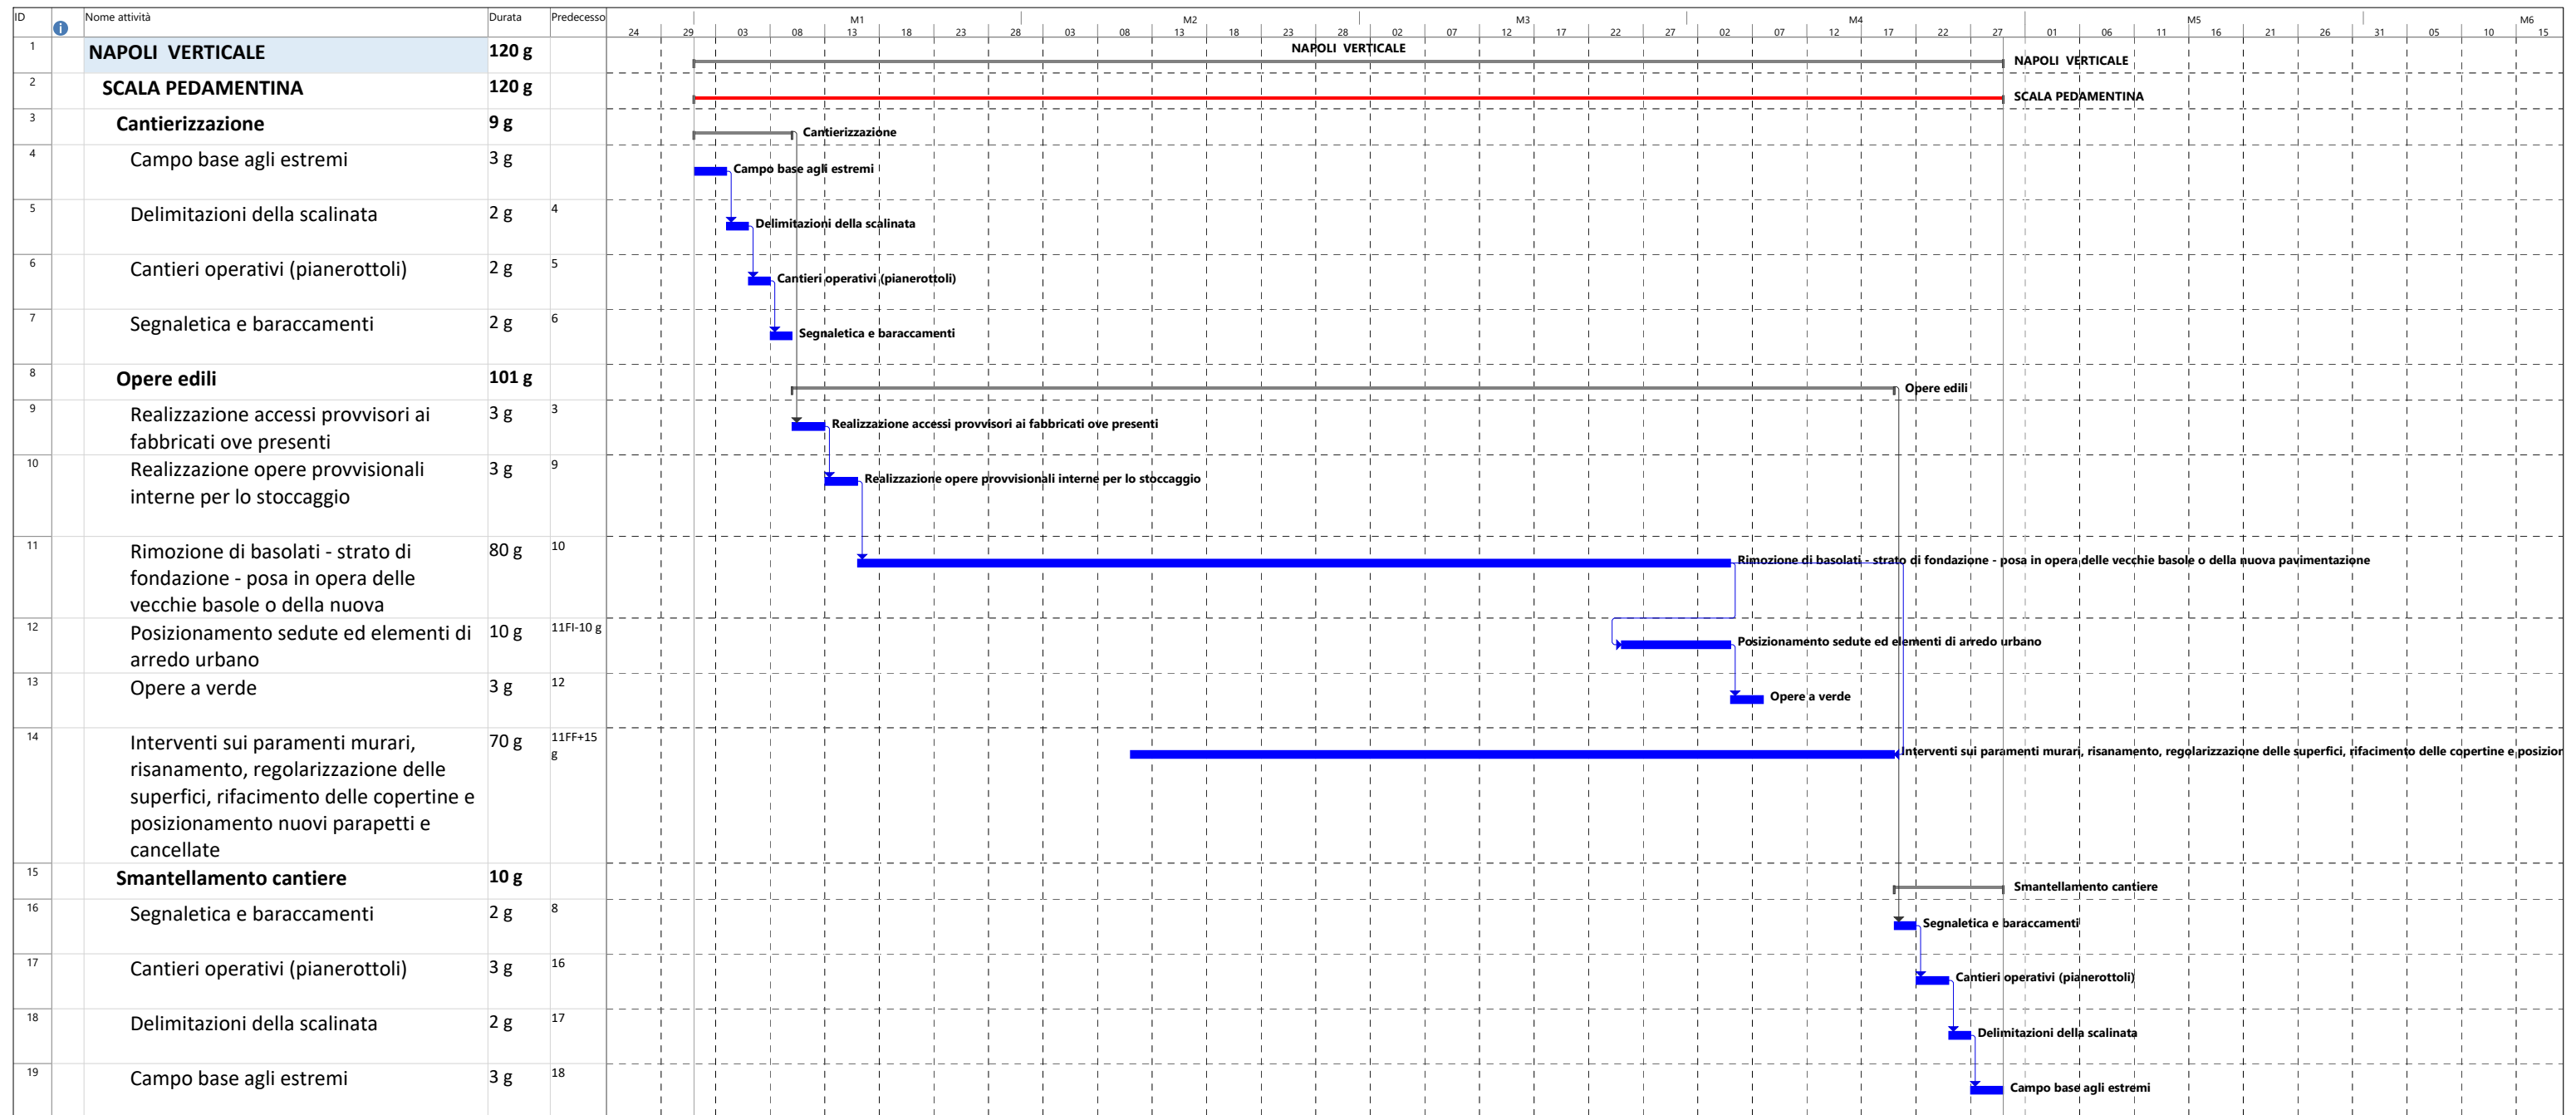 ID Nome attività Durata Predecesso M1 M2 M3 M4 M5 M6
24 29 03 08 13 18 23 28 03 08 13 18 23 28 02 07 12 17 22 27 02 07 12 17 22 27 01 06 11 16 21 26 31 05 10 15
1 NAPOLI VERTICALE 120 g NAPOLI VERTICALE
NAPOLI VERTICALE
2 SCALA PEDAMENTINA 120 g SCALA PEDAMENTINA
3 Cantierizzazione 9 g Cantierizzazione
4 Campo base agli estremi 3 g Campo base agli estremi
5 Delimitazioni della scalinata 2 g 4 Delimitazioni della scalinata
6 Cantieri operativi (pianerottoli) 2 g 5 Cantieri operativi (pianerottoli)
7 Segnaletica e baraccamenti 2 g 6 Segnaletica e baraccamenti
8 Opere edili 101 g Opere edili
9 Realizzazione accessi provvisori ai 3 g 3 Realizzazione accessi provvisori ai fabbricati ove presenti
fabbricati ove presenti
10 Realizzazione opere provvisionali 3 g 9 Realizzazione opere provvisionali interne per lo stoccaggio
interne per lo stoccaggio
11 Rimozione di basolati - strato di 80 g 10 Rimozione di basolati - strato di fondazione - posa in opera delle vecchie basole o della nuova pavimentazione
fondazione - posa in opera delle
vecchie basole o della nuova
12 Posizionamento sedute ed elementi di 10 g 11FI-10 g Posizionamento sedute ed elementi di arredo urbano
arredo urbano
13 Opere a verde 3 g 12 Opere a verde
14 Interventi sui paramenti murari, 70 g 11FF+15 Interventi sui paramenti murari, risanamento, regolarizzazione delle superfici, rifacimento delle copertine e posizion
g
risanamento, regolarizzazione delle
superfici, rifacimento delle copertine e
posizionamento nuovi parapetti e
cancellate
15 Smantellamento cantiere 10 g Smantellamento cantiere
16 Segnaletica e baraccamenti 2 g 8 Segnaletica e baraccamenti
17 Cantieri operativi (pianerottoli) 3 g 16 Cantieri operativi (pianerottoli)
18 Delimitazioni della scalinata 2 g 17 Delimitazioni della scalinata
19 Campo base agli estremi 3 g 18 Campo base agli estremi